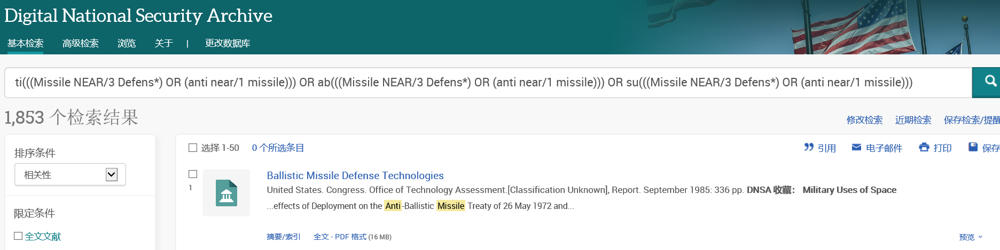 Digital National Security Archive
基本检索 高级检索 浏览 关于 | 更改数据库
ti(((Missile NEAR/3 Defens*) OR (anti near/1 missile))) OR ab(((Missile NEAR/3 Defens*) OR (anti near/1 missile))) OR su(((Missile NEAR/3 Defens*) OR (anti near/1 missile)))
1,853 个检索结果
修改检索 近期检索 保存检索/提醒
排序条件
相关性
限定条件
全文文献
选择 1-50 0 个所选条目
引用 电子邮件 打印 保存
1
Ballistic Missile Defense Technologies
United States. Congress. Office of Technology Assessment.[Classification Unknown], Report. September 1985: 336 pp. DNSA 收藏： Military Uses of Space
...effects of Deployment on the Anti-Ballistic Missile Treaty of 26 May 1972 and...
摘要/索引 全文 - PDF 格式 (16 MB)
预览